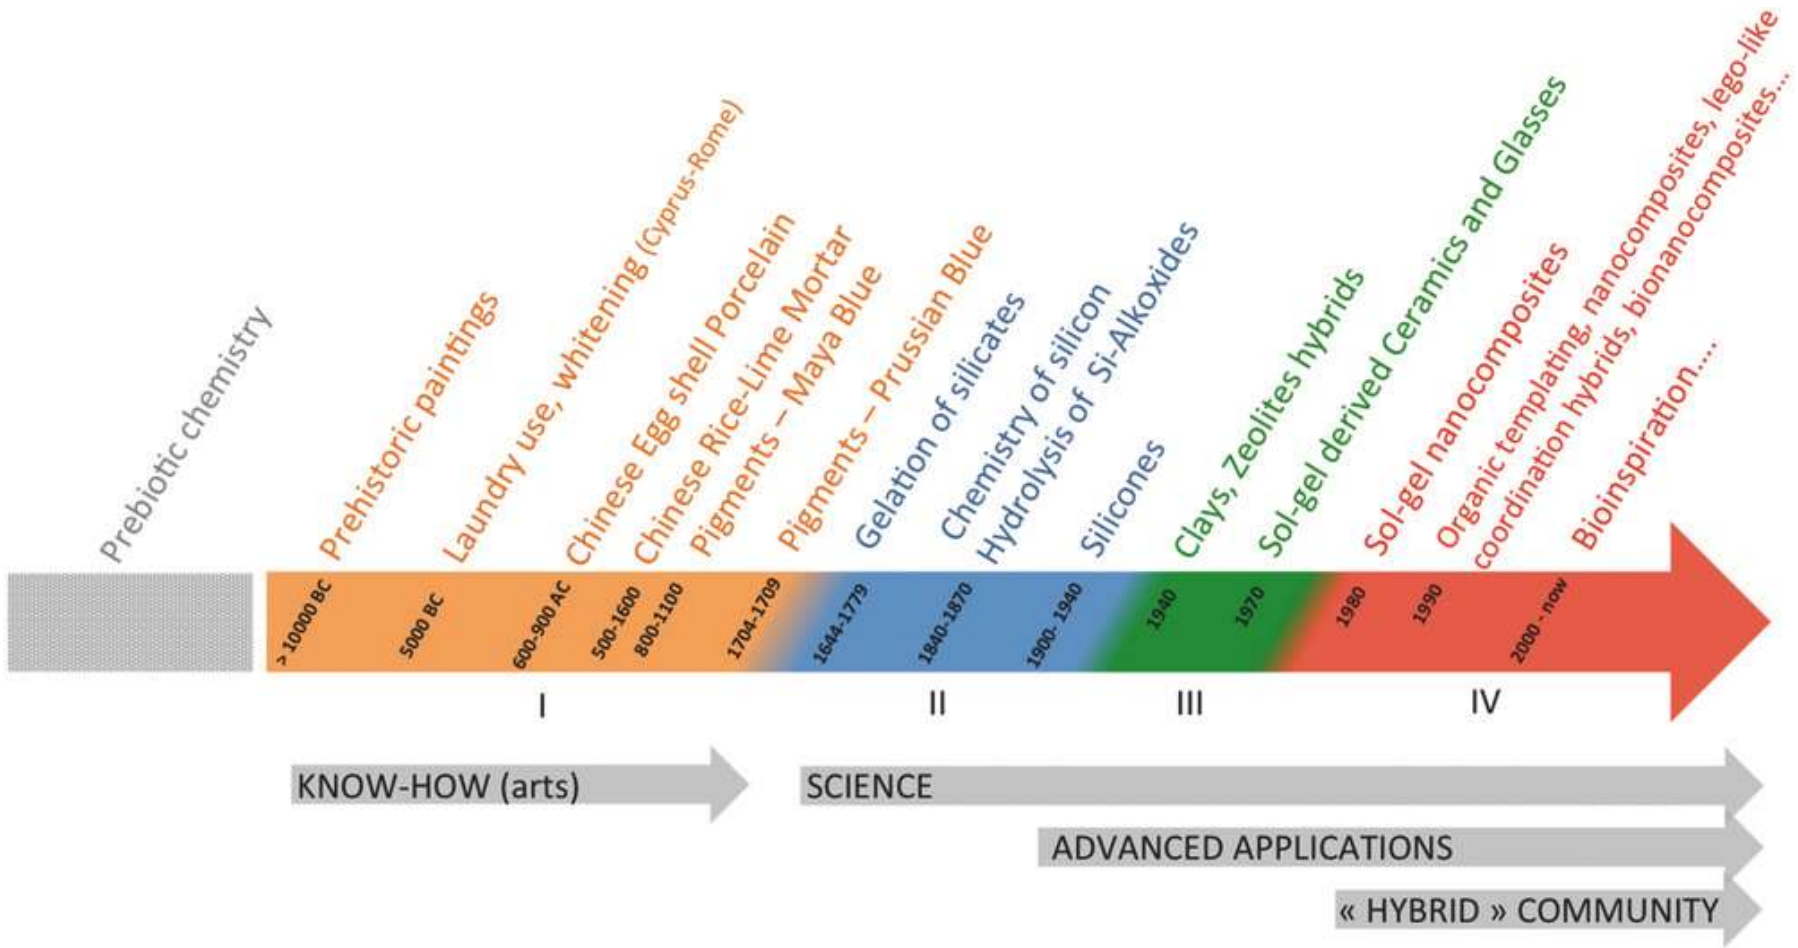 Prebiotic chemistry
Prehistoric paintings
Laundry use, whitening (Cyprus-Rome)
Chinese Egg shell Porcelain
Chinese Rice-Lime Mortar
Pigments – Maya Blue
Pigments – Prussian Blue
Gelation of silicates
Chemistry of silicon
Hydrolysis of Si-Alkoxides
Silicones
Clays, Zeolites hybrids
Sol-gel derived Ceramics and Glasses
Sol-gel nanocomposites
Organic templating, nanocomposites, lego-like
coordination hybrids, bionanocomposites...
Bioinspiration....
> 10000 BC
5000 BC
600-900 AC
500-1600
800-1100
1704-1709
1644-1779
1840-1870
1900- 1940
1940
1970
1980
1990
2000 - now
I
II
III
IV
KNOW-HOW (arts)
SCIENCE
ADVANCED APPLICATIONS
« HYBRID » COMMUNITY